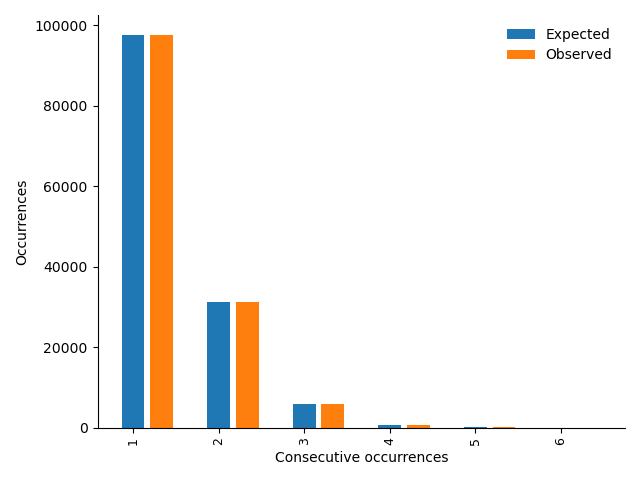 100000
80000
60000
40000
20000
0
Occurrences
Expected
Observed
1 2 3 4 5 6
Consecutive occurrences